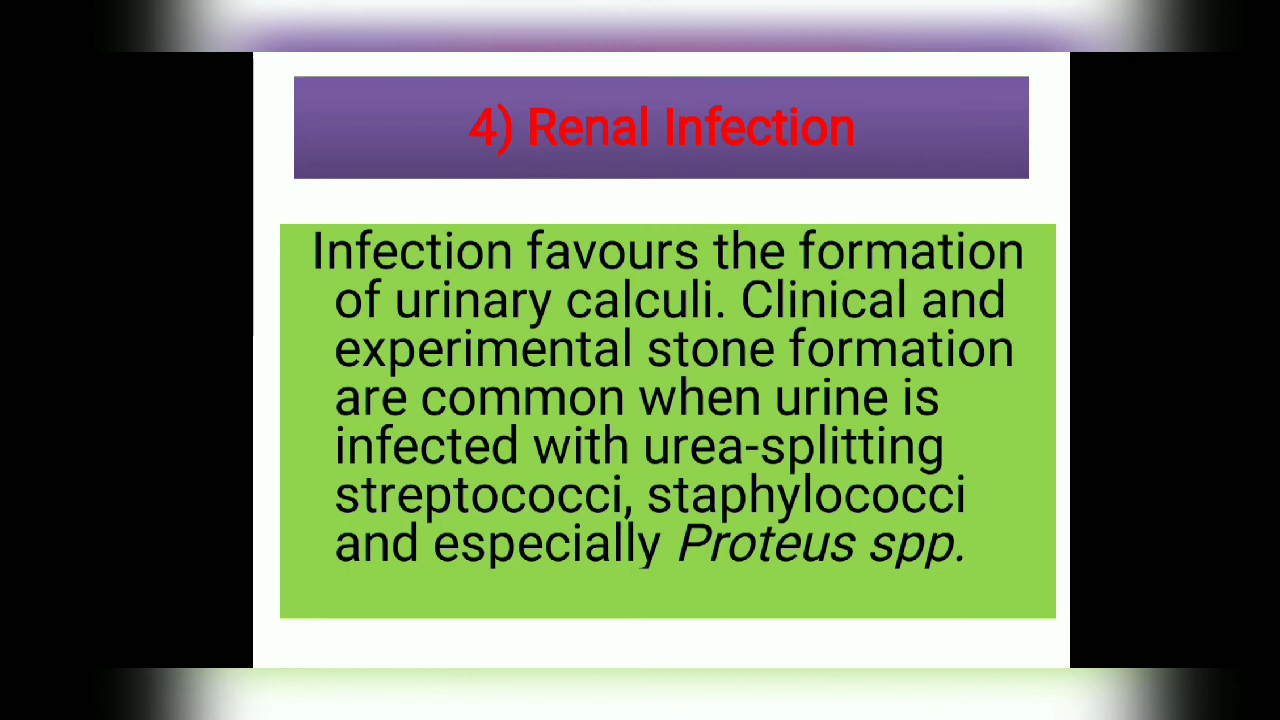 4) Renal Infection
Infection favours the formation
of urinary calculi. Clinical and
experimental stone formation
are common when urine is
infected with urea-splitting
streptococci, staphylococci
and especially Proteus spp.